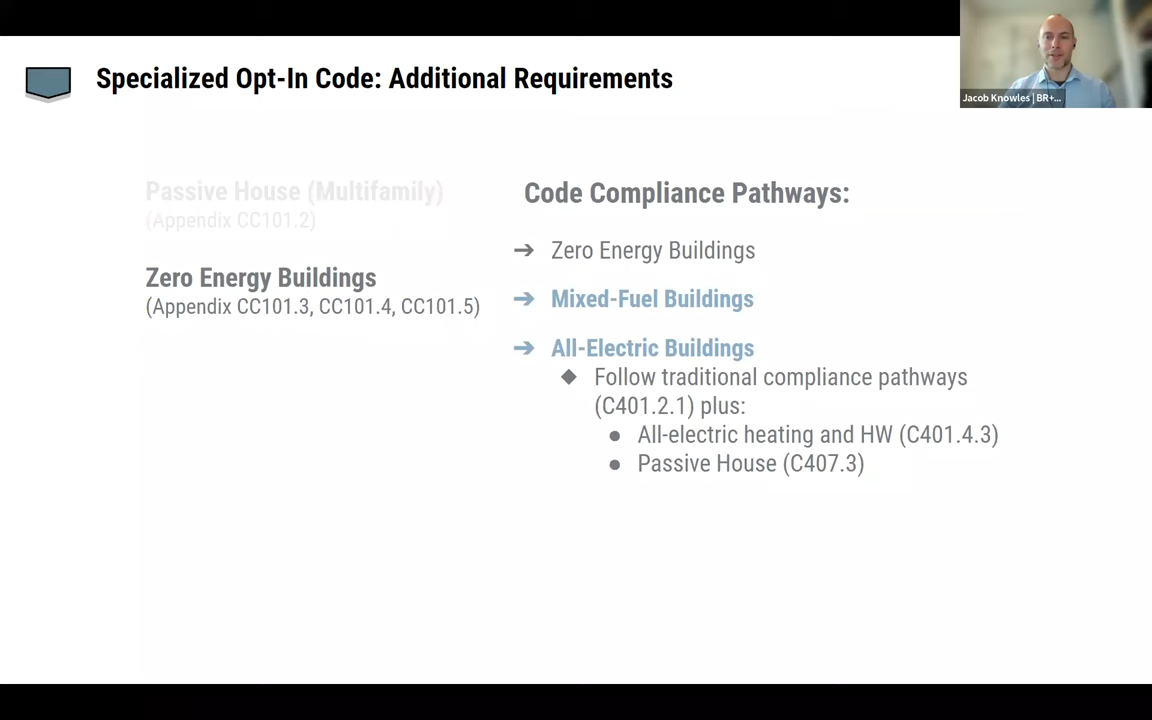 Specialized Opt-In Code: Additional Requirements
Jacob Knowles | BR+...
Passive House (Multifamily)
(Appendix CC101.2)
Zero Energy Buildings
(Appendix CC101.3, CC101.4, CC101.5)
Code Compliance Pathways:
➔ Zero Energy Buildings
➔ Mixed-Fuel Buildings
➔ All-Electric Buildings
◆ Follow traditional compliance pathways
(C401.2.1) plus:
● All-electric heating and HW (C401.4.3)
● Passive House (C407.3)